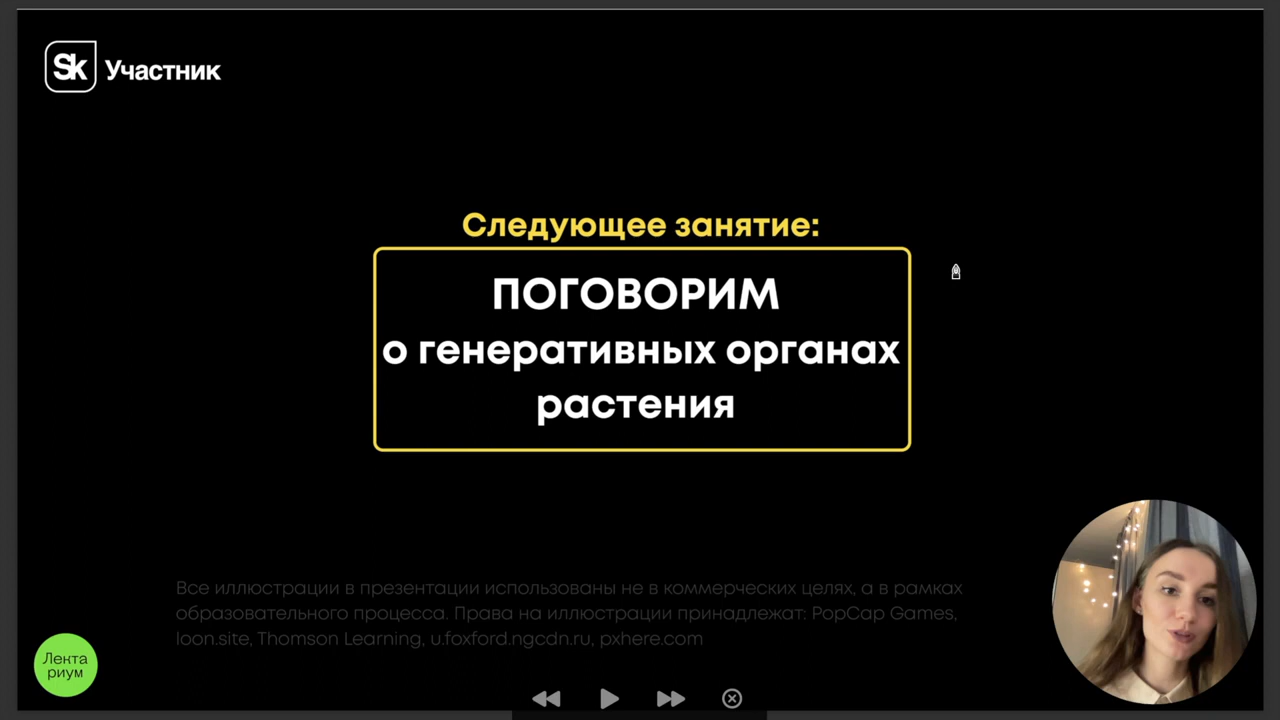 Sk Участник
Следующее занятие:
ПОГОВОРИМ
о генеративных органах
растения
Все иллюстрации в презентации использованы не в коммерческих целях, а в рамках
образовательного процесса. Права на иллюстрации принадлежат: PopCap Games,
loon.site, Thomson Learning, u.foxford.ngcdn.ru, pxhere.com
Лекта
риум